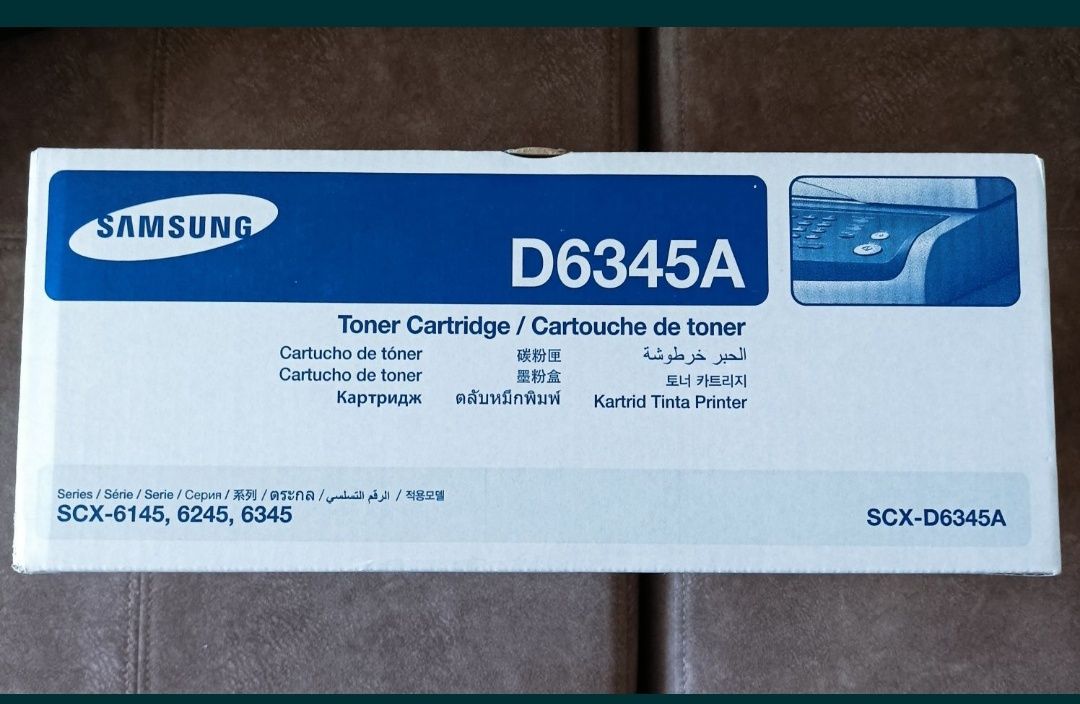 SAMSUNG
D6345A
Toner Cartridge / Cartouche de toner
Cartucho de tóner
碳粉匣
الحبر خرطوشة
Cartucho de toner
墨粉盒
토너 카트리지
Картридж
ตลับหมึกพิมพ์
Kartrid Tinta Printer
Series / Série / Serie / Серия / 系列 / ตระกูล / الرقم التسلسي / 적용모델
SCX-6145, 6245, 6345
SCX-D6345A